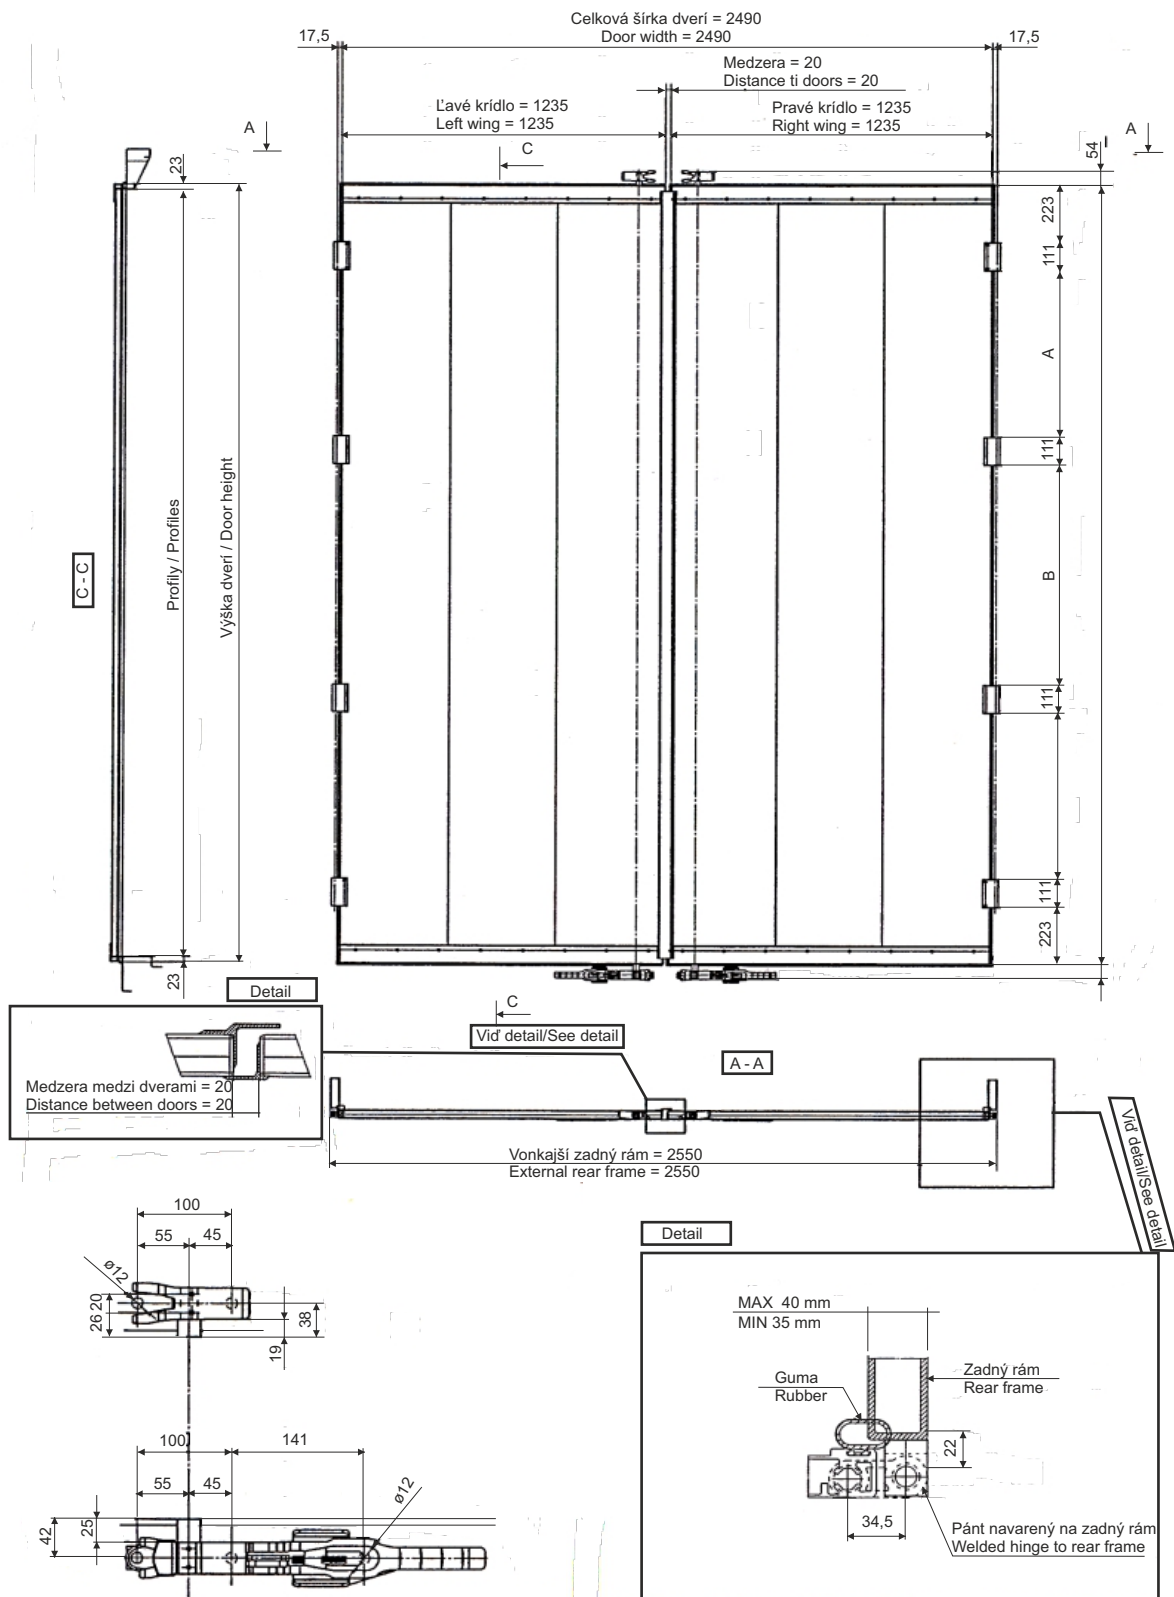 Celková šírka dverí = 2490
Door width = 2490
17,5
17,5
Medzera = 20
Distance ti doors = 20
Ľavé krídlo = 1235
Left wing = 1235
Pravé krídlo = 1235
Right wing = 1235
A
A
C
54
23
223
111
A
111
B
111
111
223
C - C
Profily / Profiles
Výška dverí / Door height
23
Detail
C
Viď detail/See detail
A - A
Medzera medzi dverami = 20
Distance between doors = 20
Vonkajší zadný rám = 2550
External rear frame = 2550
Viď detail/See detail
100
55
45
ø12
20
26
38
19
Detail
MAX 40 mm
MIN 35 mm
Guma
Rubber
Zadný rám
Rear frame
22
34,5
Pánt navarený na zadný rám
Welded hinge to rear frame
100
141
55
45
ø12
25
42